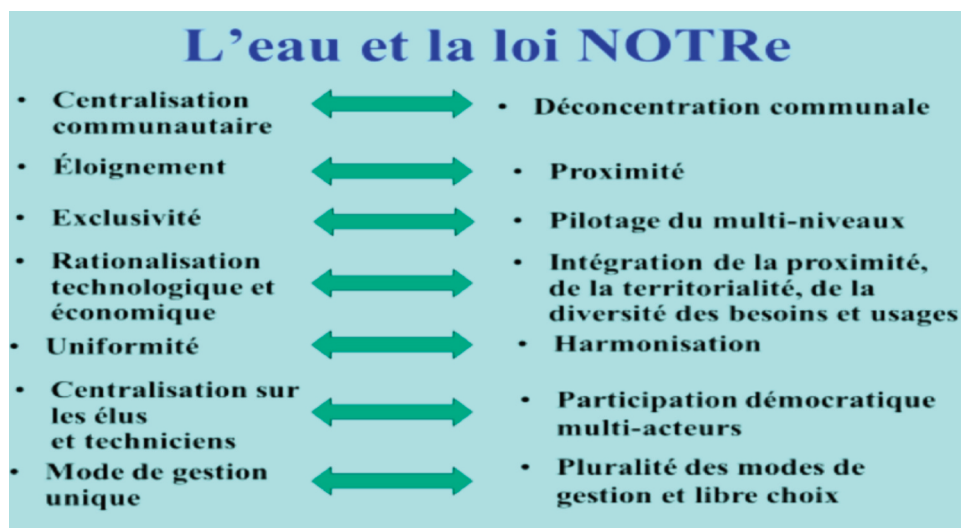 L'eau et la loi NOTRe
• Centralisation
communautaire
• Déconcentration communale
• Éloignement
• Proximité
• Exclusivité
• Pilotage du multi-niveaux
• Rationalisation
technologique et
économique
• Intégration de la proximité,
de la territorialité, de la
diversité des besoins et usages
• Uniformité
• Harmonisation
• Centralisation sur
les élus
et techniciens
• Participation démocratique
multi-acteurs
• Mode de gestion
unique
• Pluralité des modes de
gestion et libre choix